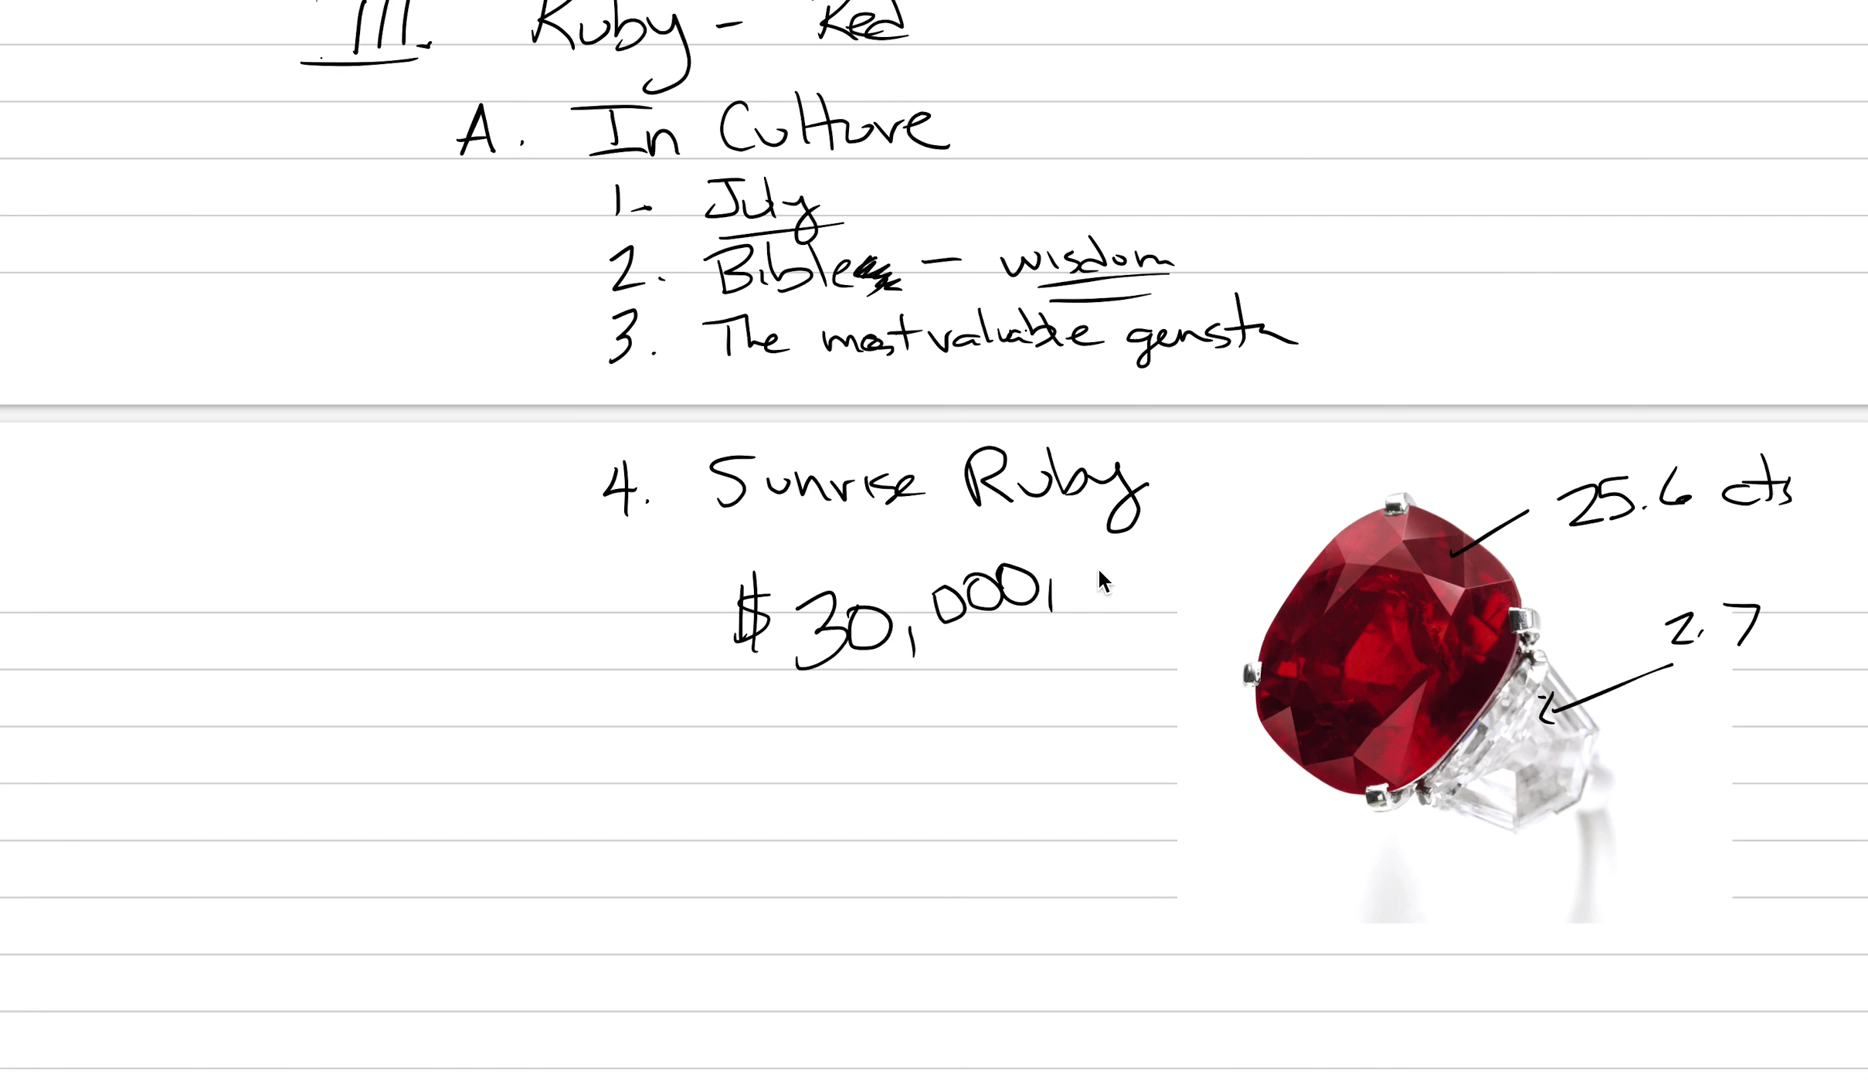 III. Ruby - Red
A. In Culture
1. July
2. Bible - wisdom
3. The most valuable
4. Sunrise Ruby
25.6 cts
$30,000,
2.7